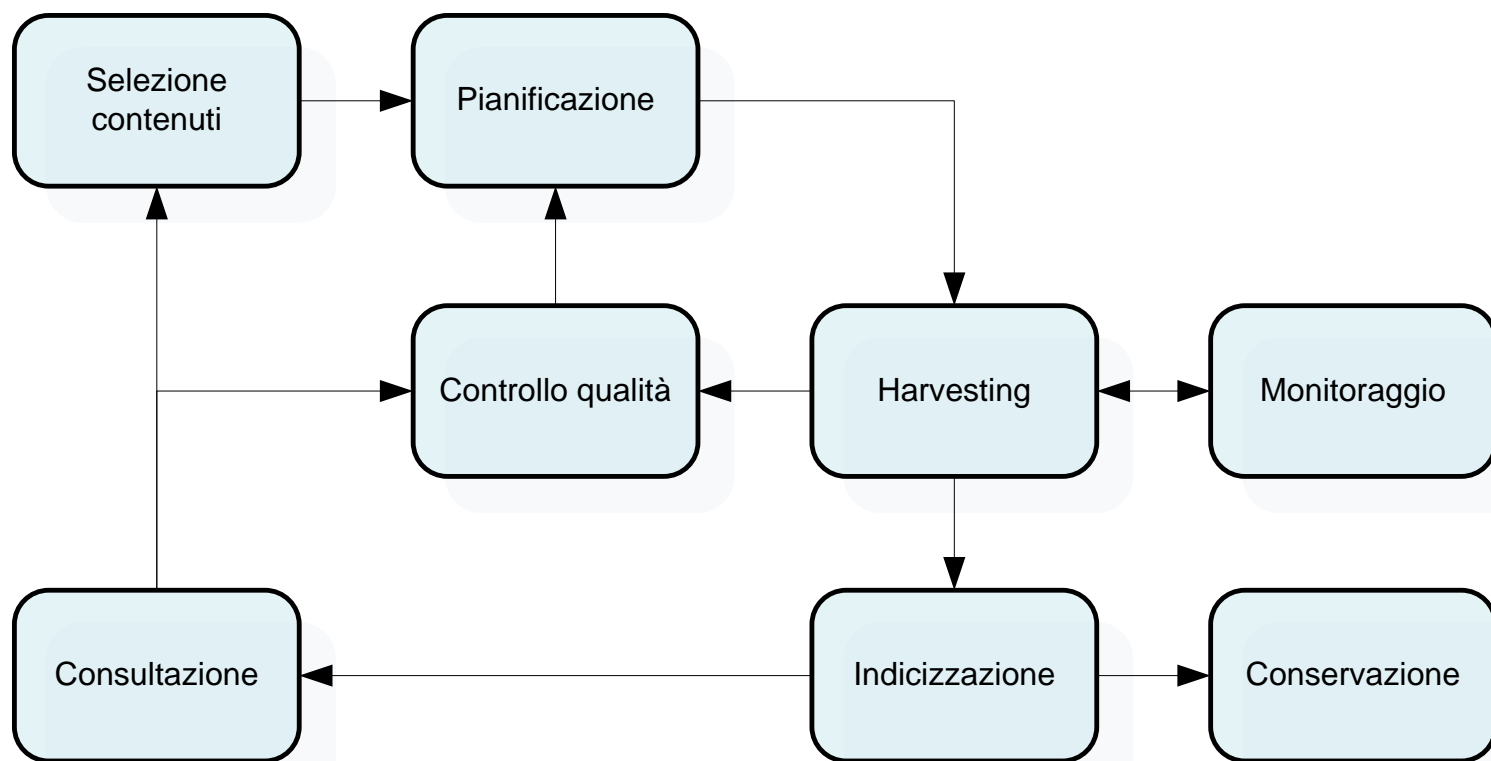 Selezione
contenuti
Pianificazione
Controllo qualità
Harvesting
Monitoraggio
Consultazione
Indicizzazione
Conservazione